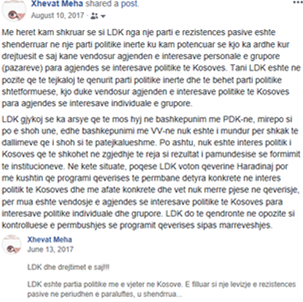 Xhevat Meha shared a post.
August 10, 2017 ·
Me heret kam shkruar se si LDK nga nje parti e rezistences pasive eshte
shenderruar ne nje parti politike inerte ku kam potencuar se kjo ka ardhe kur
drejtuesit e saj kane vendosur agjenden e interesave personale e grupore
(pazareve) para agjendes se interesave politike te Kosoves. Tani LDK eshte ne
pozite qe te tejkaloj te qenurit parti politike inerte dhe te behet parti politike
shtetformuese, kjo duke vendosur agjenden e interesave politike te Kosoves
para agjendes se interesave individuale e grupore.
LDK gjykoj se ka arsye qe te mos hyj ne bashkepunim me PDK-ne, mirepo si
po e shoh une, edhe bashkepunimi me VV-ne nuk eshte i mundur per shkak te
dallimeve qe i shoh si te patejkalueshme. Po ashtu, nuk eshte interes politik i
Kosoves qe te shkohet ne zgjedhje te reja si rezultat i pamundesise se formimit
te institucioneve. Ne kete situate, poqese LDK voton qeverine Haradinaj por
me kushtin qe programi qeverises te permbane detyra konkrete ne interes
politik te Kosoves dhe me afate konkrete dhe vet nuk merre pjese ne qeverisje,
per mua eshte vendosje e agjendes se interesave politike te Kosoves para
interesave politike individuale dhe grupore. LDK do te qendronte ne opozite si
kontrolluese e permbushjes se programit qeverises sipas marreveshjes.
Xhevat Meha
June 13, 2017
LDK dhe drejtimet e saj!!!
LDK eshte partia politike me e vjeter ne Kosove. E filluar si nje levizje e rezistences
pasive ne periudhen e paraluftes, u shendrrua...